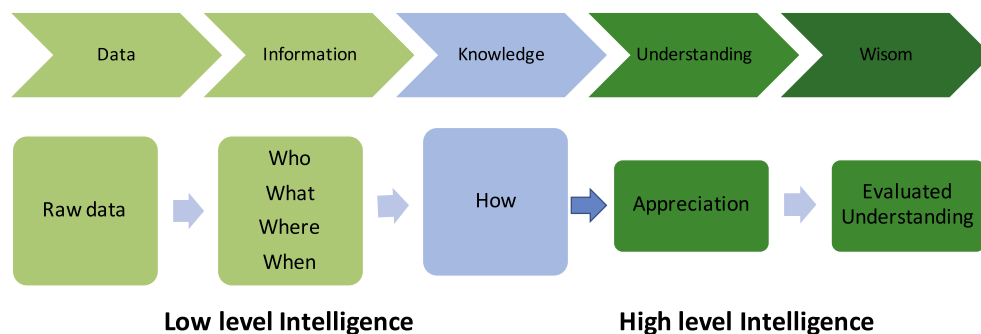 Data
Information
Knowledge
Understanding
Wisom
Raw data
Who
What
Where
When
How
Appreciation
Evaluated
Understanding
Low level Intelligence
High level Intelligence